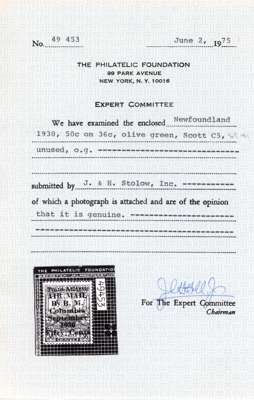 No. 49 453 June 2, 1975
THE PHILATELIC FOUNDATION
99 PARK AVENUE
NEW YORK, N. Y. 10016
EXPERT COMMITTEE
We have examined the enclosed Newfoundland
1930, 50c on 36c, olive green, Scott C5,
unused, o.g. --------------------------
submitted by J. & H. Stolow, Inc. -----------
of which a photograph is attached and are of the opinion
that it is genuine. --------------------
THE PHILATELIC FOUNDATION
Trans-Atlantic
AIR MAIL
By B. M.
Columbia
September
1930
Fifty Cents
49453
For The Expert Committee
Chairman